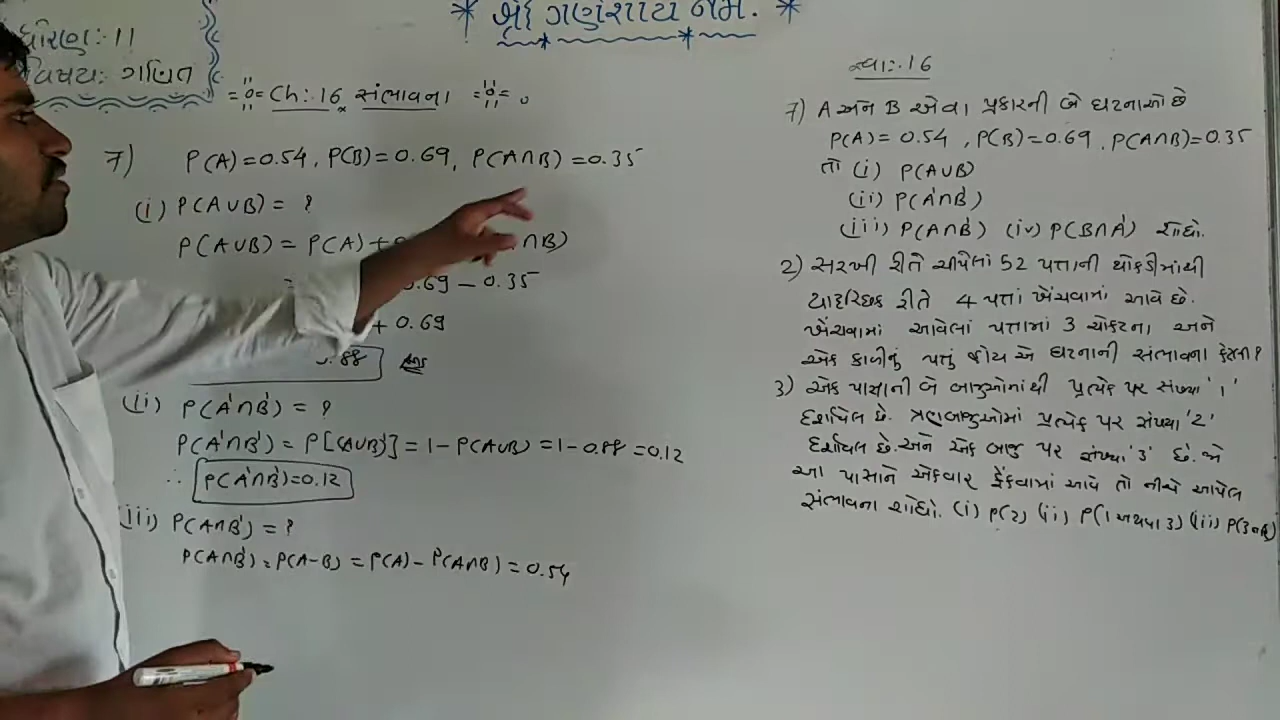 * શ્રી ગણેશાય નમઃ *
ધોરણ: 11
વિષય: ગણિત
Ch: 16 સંભાવના
7) P(A)=0.54, P(B)=0.69, P(A∩B)=0.35
(i) P(A∪B) = ?
P(A∪B) = P(A)+ ∩B)
= 0.69 – 0.35
+ 0.69
0.88 Ans
(ii) P(A'∩B') = ?
P(A'∩B') = P[(A∪B)'] = 1-P(A∪B) = 1-0.88 = 0.12
∴ P(A'∩B')=0.12
(iii) P(A∩B') = ?
P(A∩B') = P(A-B) = P(A) - P(A∩B) = 0.54
સ્વા:16
7) A અને B એવા પ્રકારની બે ઘટનાઓ છે
P(A) = 0.54, P(B)=0.69, P(A∩B)=0.35
તો (i) P(A∪B)
(ii) P(A'∩B')
(iii) P(A∩B') (iv) P(B∩A') શોધો.
2) સરખી રીતે ચીપેલાં 52 પત્તાની થોકડીમાંથી
યાદચ્છિક રીતે 4 પત્તાં ખેંચવામાં આવે છે.
ખેંચવામાં આવેલાં પત્તામાં 3 ચોકટના અને
એક કાળીનું પત્તું હોય એ ઘટનાની સંભાવના કેટલી?
3) એક પાસાની બે બાજુઓમાંથી પ્રત્યેક પર સંખ્યા '1'
દર્શાવેલ છે. ત્રણ બાજુઓમાં પ્રત્યેક પર સંખ્યા '2'
દર્શાવેલ છે. અને એક બાજુ પર સંખ્યા '3' છે. જો
આ પાસાને એકવાર ફેંકવામાં આવે તો નીચે આપેલ
સંભાવના શોધો. (i) P(2) (ii) P(1 અથવા 3) (iii) P(3 નહિ)